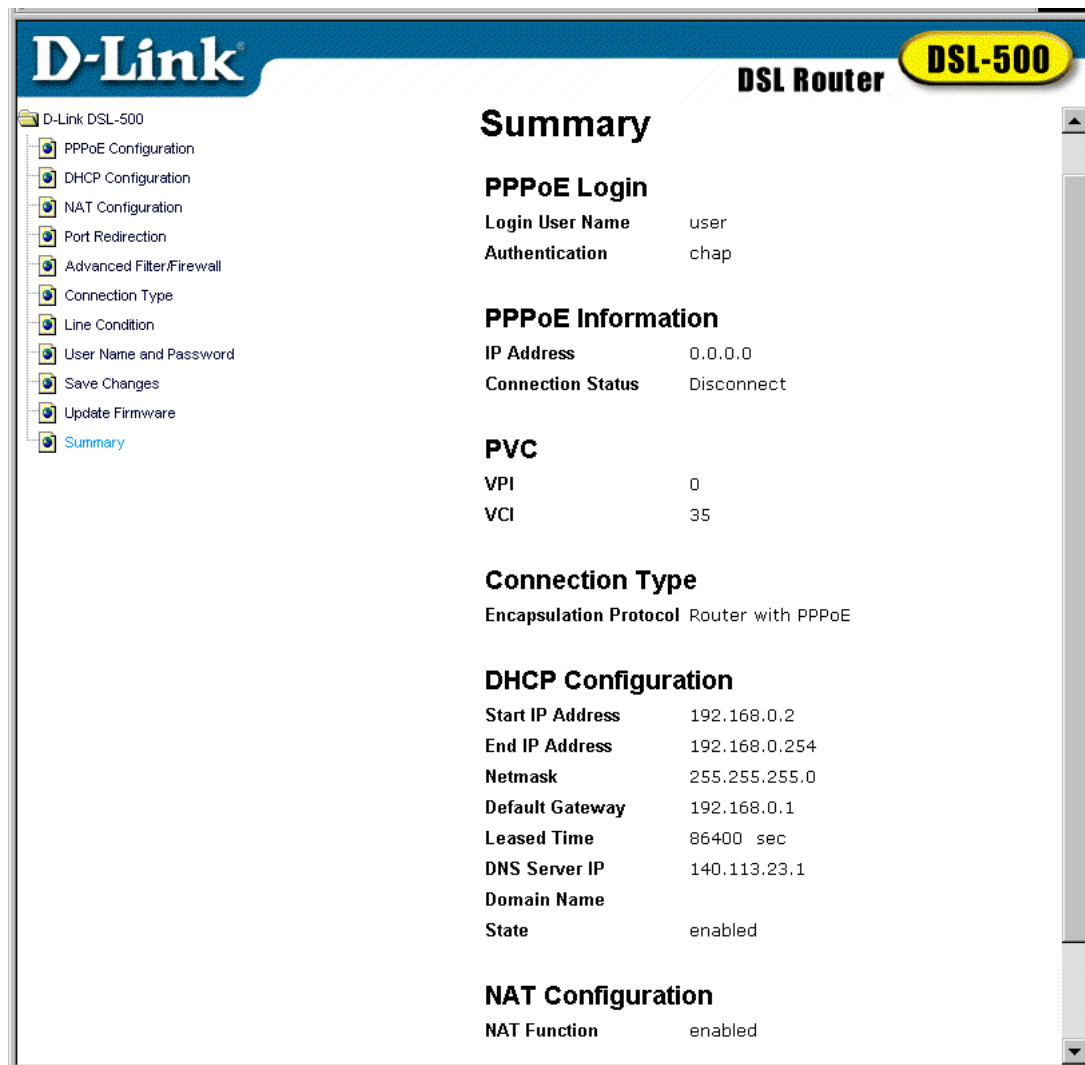 D-Link
DSL Router DSL-500
D-Link DSL-500
PPPoE Configuration
DHCP Configuration
NAT Configuration
Port Redirection
Advanced Filter/Firewall
Connection Type
Line Condition
User Name and Password
Save Changes
Update Firmware
Summary
Summary
PPPoE Login
Login User Name user
Authentication chap
PPPoE Information
IP Address 0.0.0.0
Connection Status Disconnect
PVC
VPI 0
VCI 35
Connection Type
Encapsulation Protocol Router with PPPoE
DHCP Configuration
Start IP Address 192.168.0.2
End IP Address 192.168.0.254
Netmask 255.255.255.0
Default Gateway 192.168.0.1
Leased Time 86400 sec
DNS Server IP 140.113.23.1
Domain Name
State enabled
NAT Configuration
NAT Function enabled